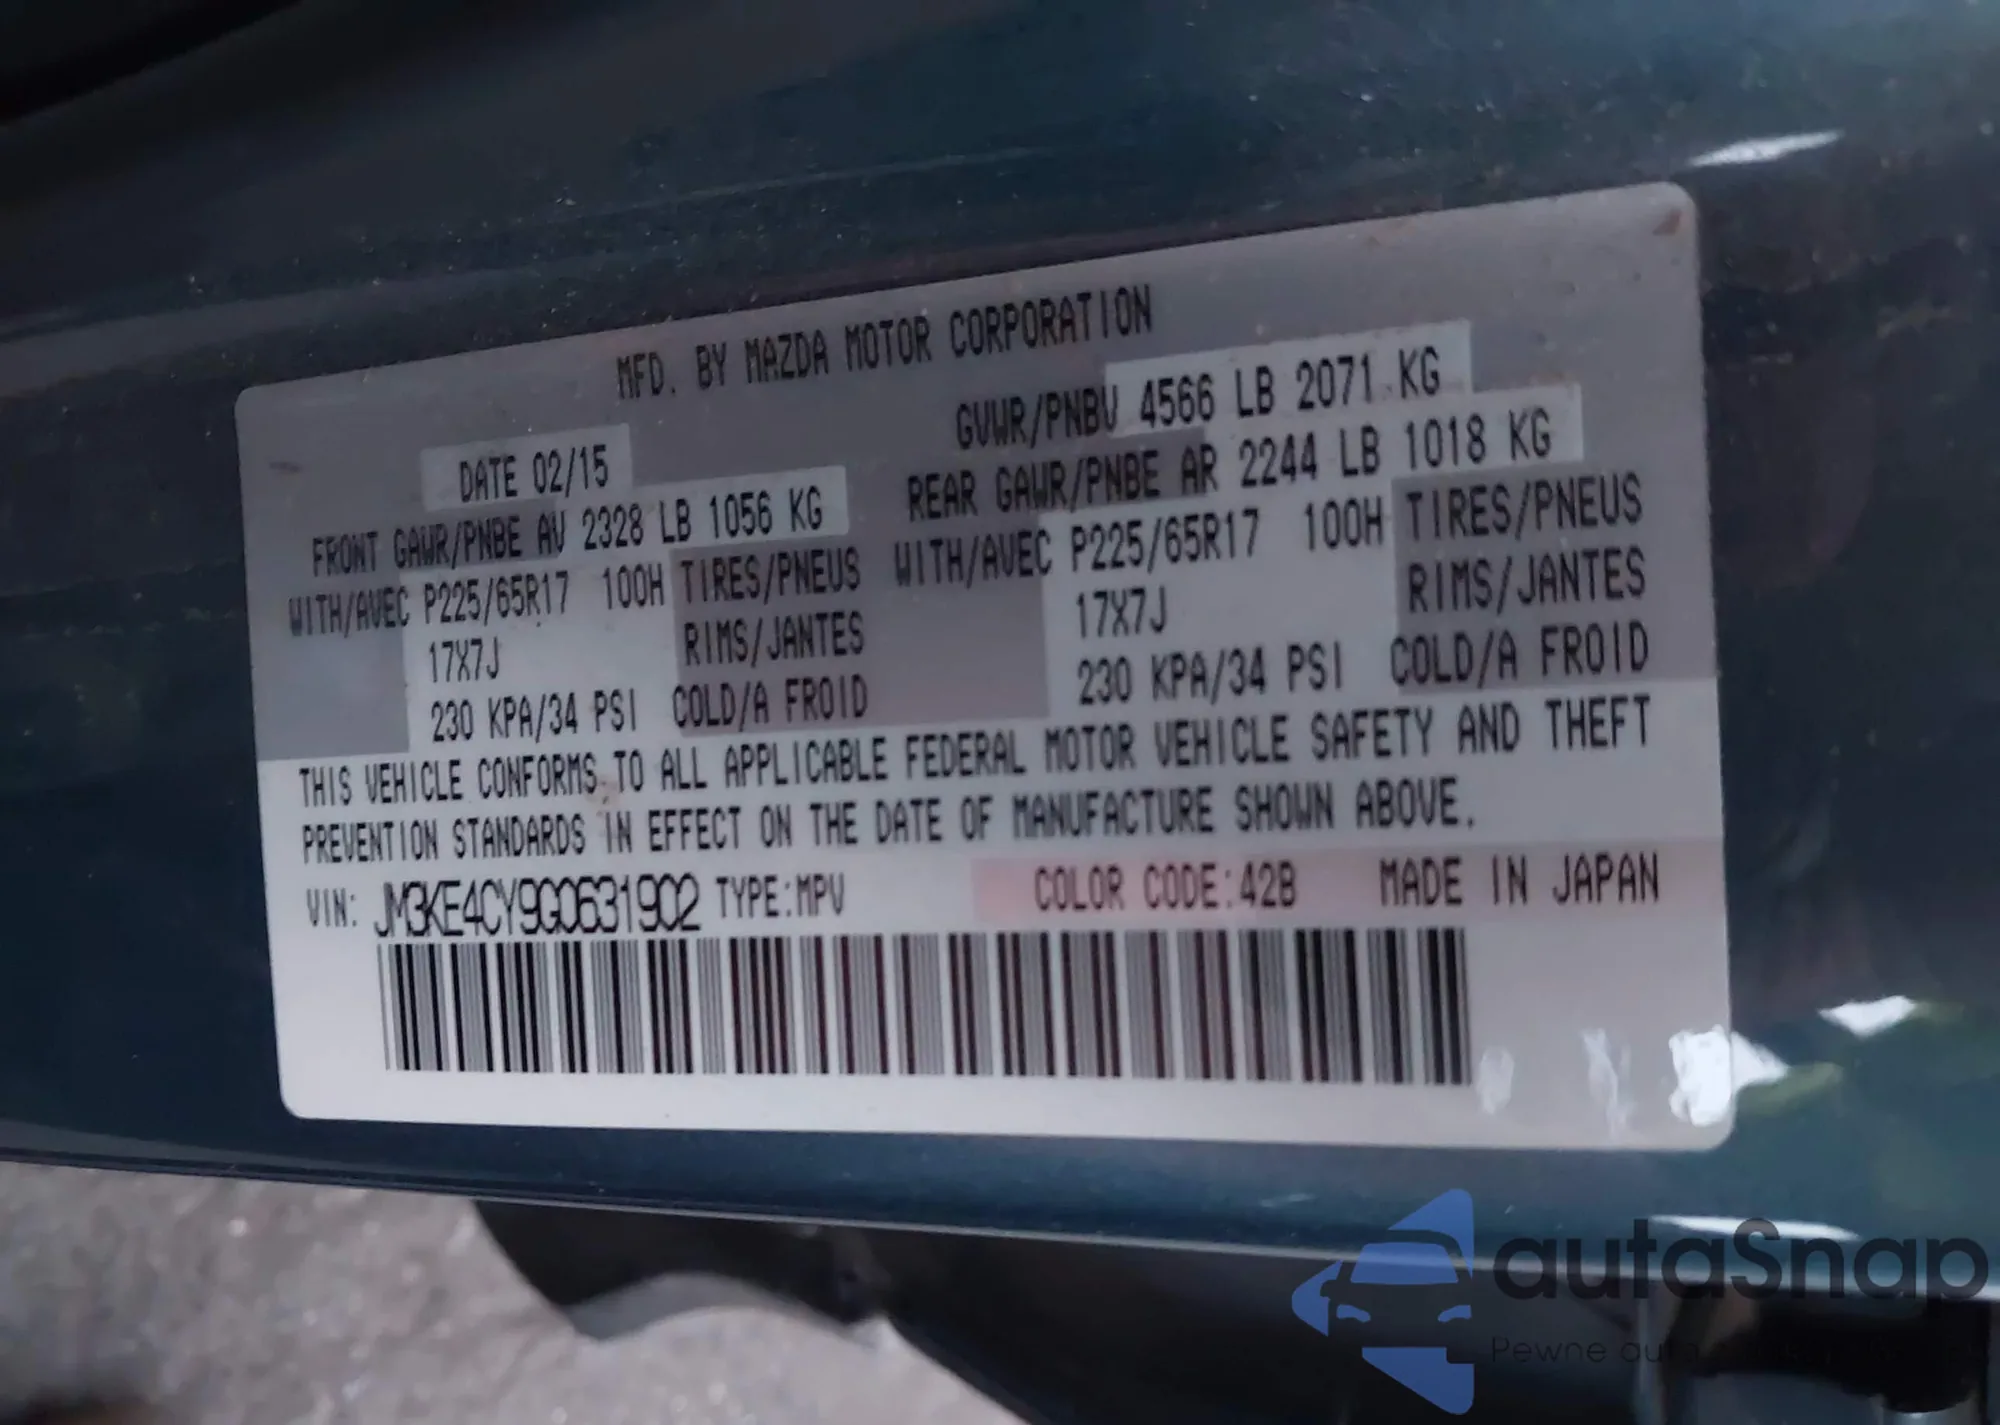 MFD. BY MAZDA MOTOR CORPORATION
DATE 02/15 GVWR/PNBV 4566 LB 2071 KG
FRONT GAWR/PNBE AV 2328 LB 1056 KG REAR GAWR/PNBE AR 2244 LB 1018 KG
WITH/AVEC P225/65R17 100H TIRES/PNEUS WITH/AVEC P225/65R17 100H TIRES/PNEUS
17X7J RIMS/JANTES 17X7J RIMS/JANTES
230 KPA/34 PSI COLD/A FROID 230 KPA/34 PSI COLD/A FROID
THIS VEHICLE CONFORMS TO ALL APPLICABLE FEDERAL MOTOR VEHICLE SAFETY AND THEFT
PREVENTION STANDARDS IN EFFECT ON THE DATE OF MANUFACTURE SHOWN ABOVE.
VIN: JM3KE4CY9G0631902 TYPE:MPV COLOR CODE:42B MADE IN JAPAN
autaSnap
Pewne auta